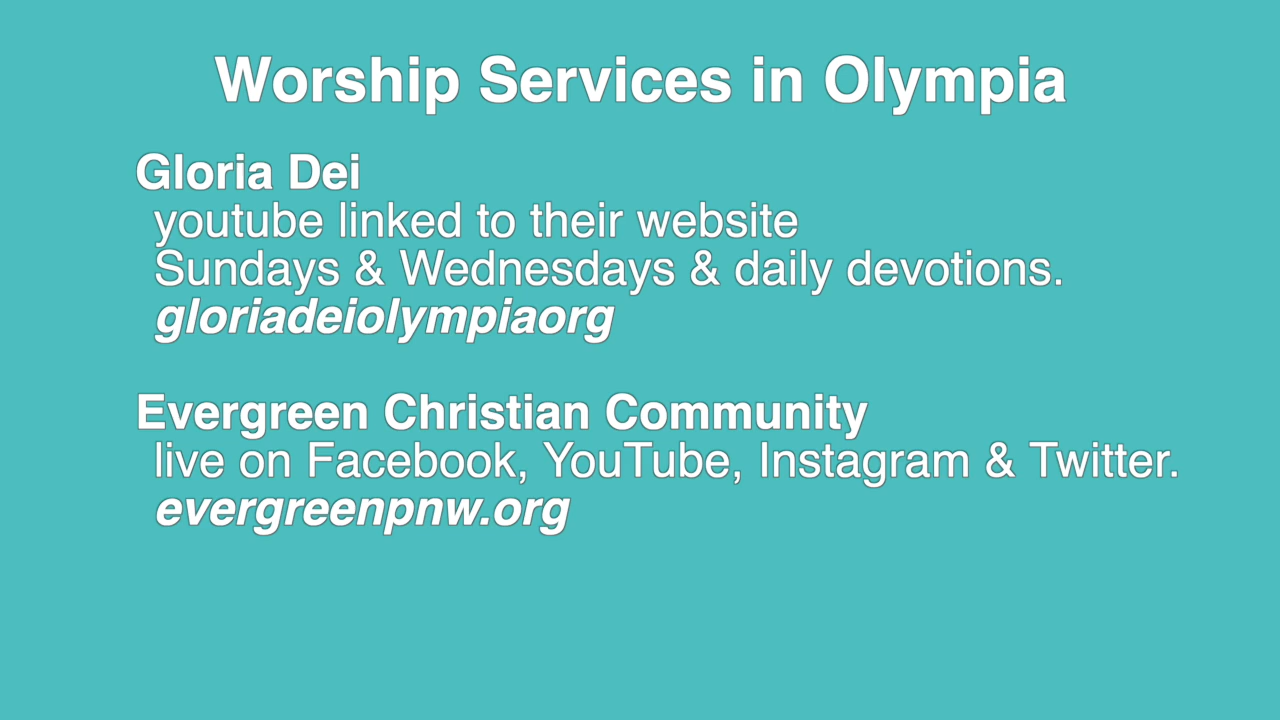 Worship Services in Olympia
Gloria Dei
youtube linked to their website
Sundays & Wednesdays & daily devotions.
gloriadeiolympiaorg
Evergreen Christian Community
live on Facebook, YouTube, Instagram & Twitter.
evergreenpnw.org